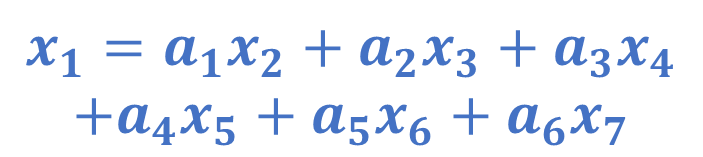 x₁ = a₁x₂ + a₂x₃ + a₃x₄
+a₄x₅ + a₅x₆ + a₆x₇